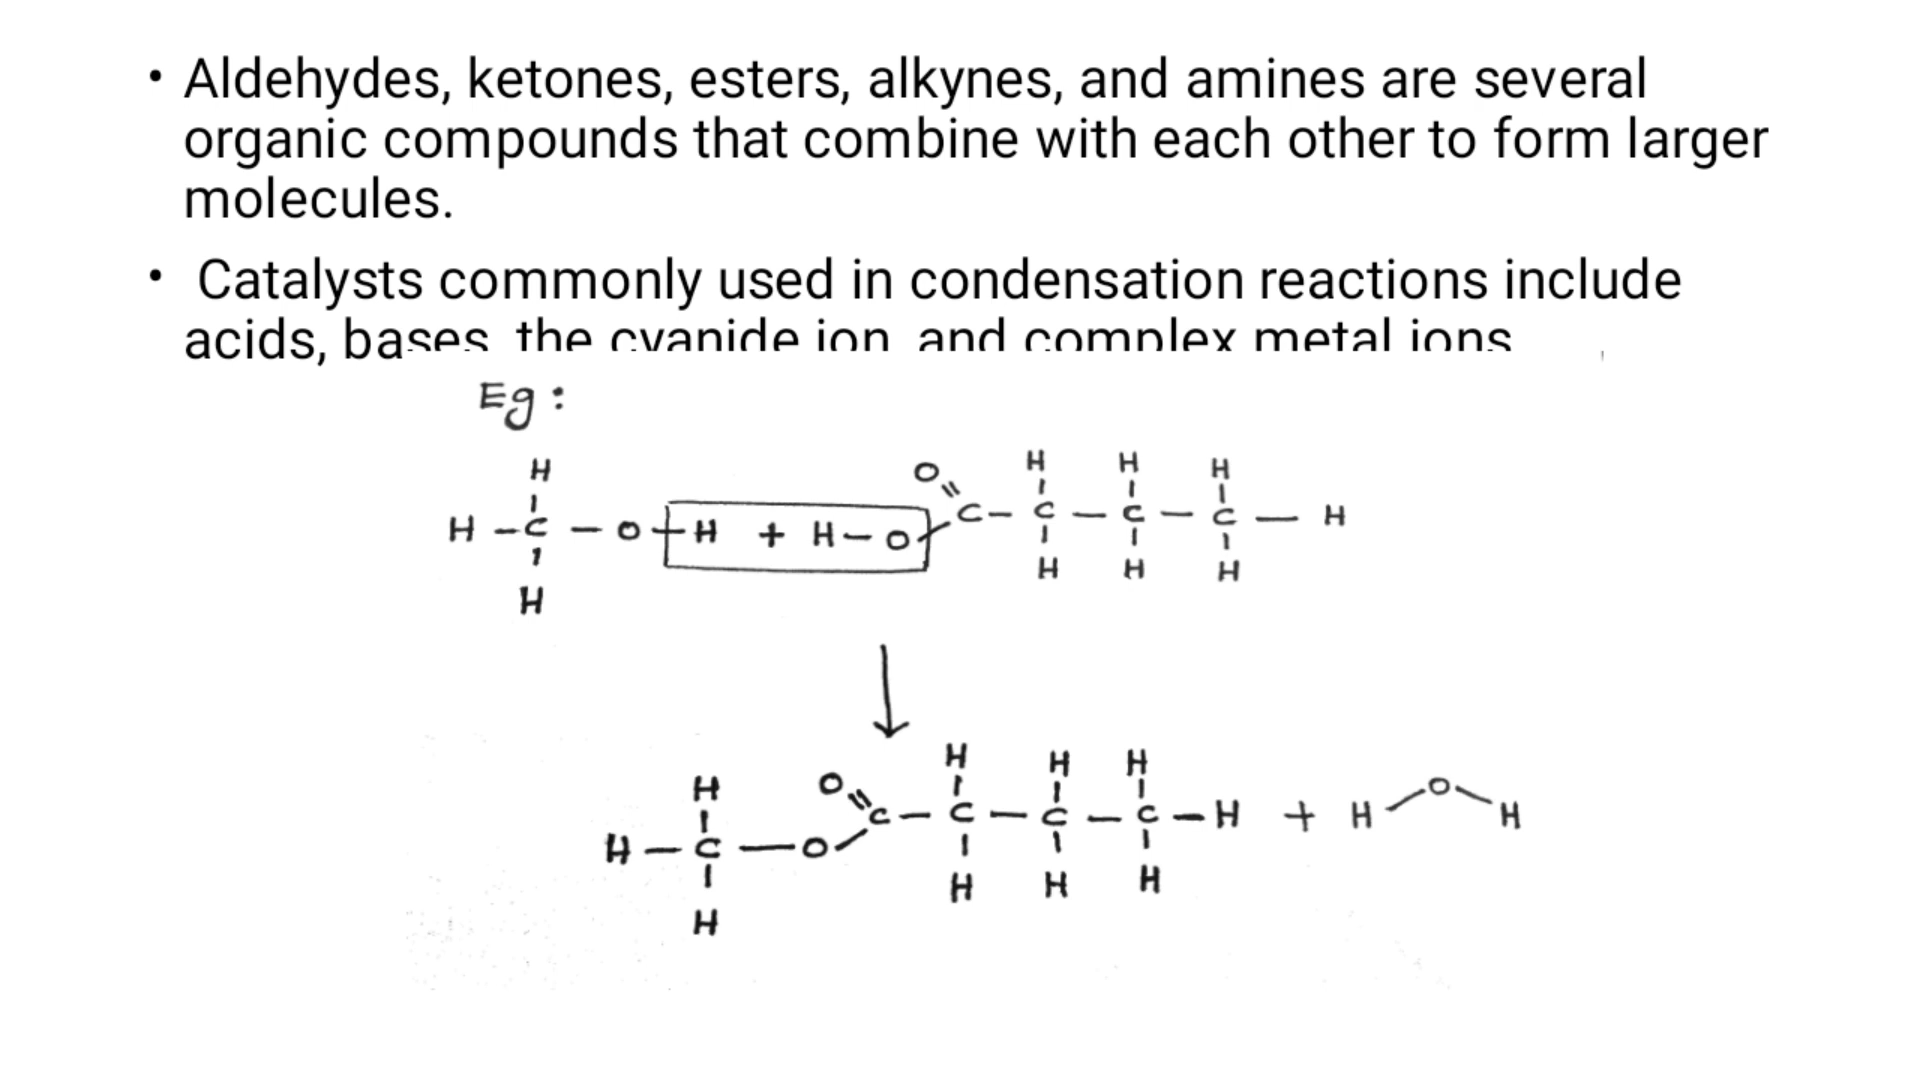 • Aldehydes, ketones, esters, alkynes, and amines are several
organic compounds that combine with each other to form larger
molecules.
• Catalysts commonly used in condensation reactions include
acids, bases the cyanide ion and complex metal ions
Eg :
H H H H
O
H - C - O - H + H - O C - C - C - C - H
H H H
H
H H H
H O O
C - C - C - C - H + H H
H - C - O
H H H
H